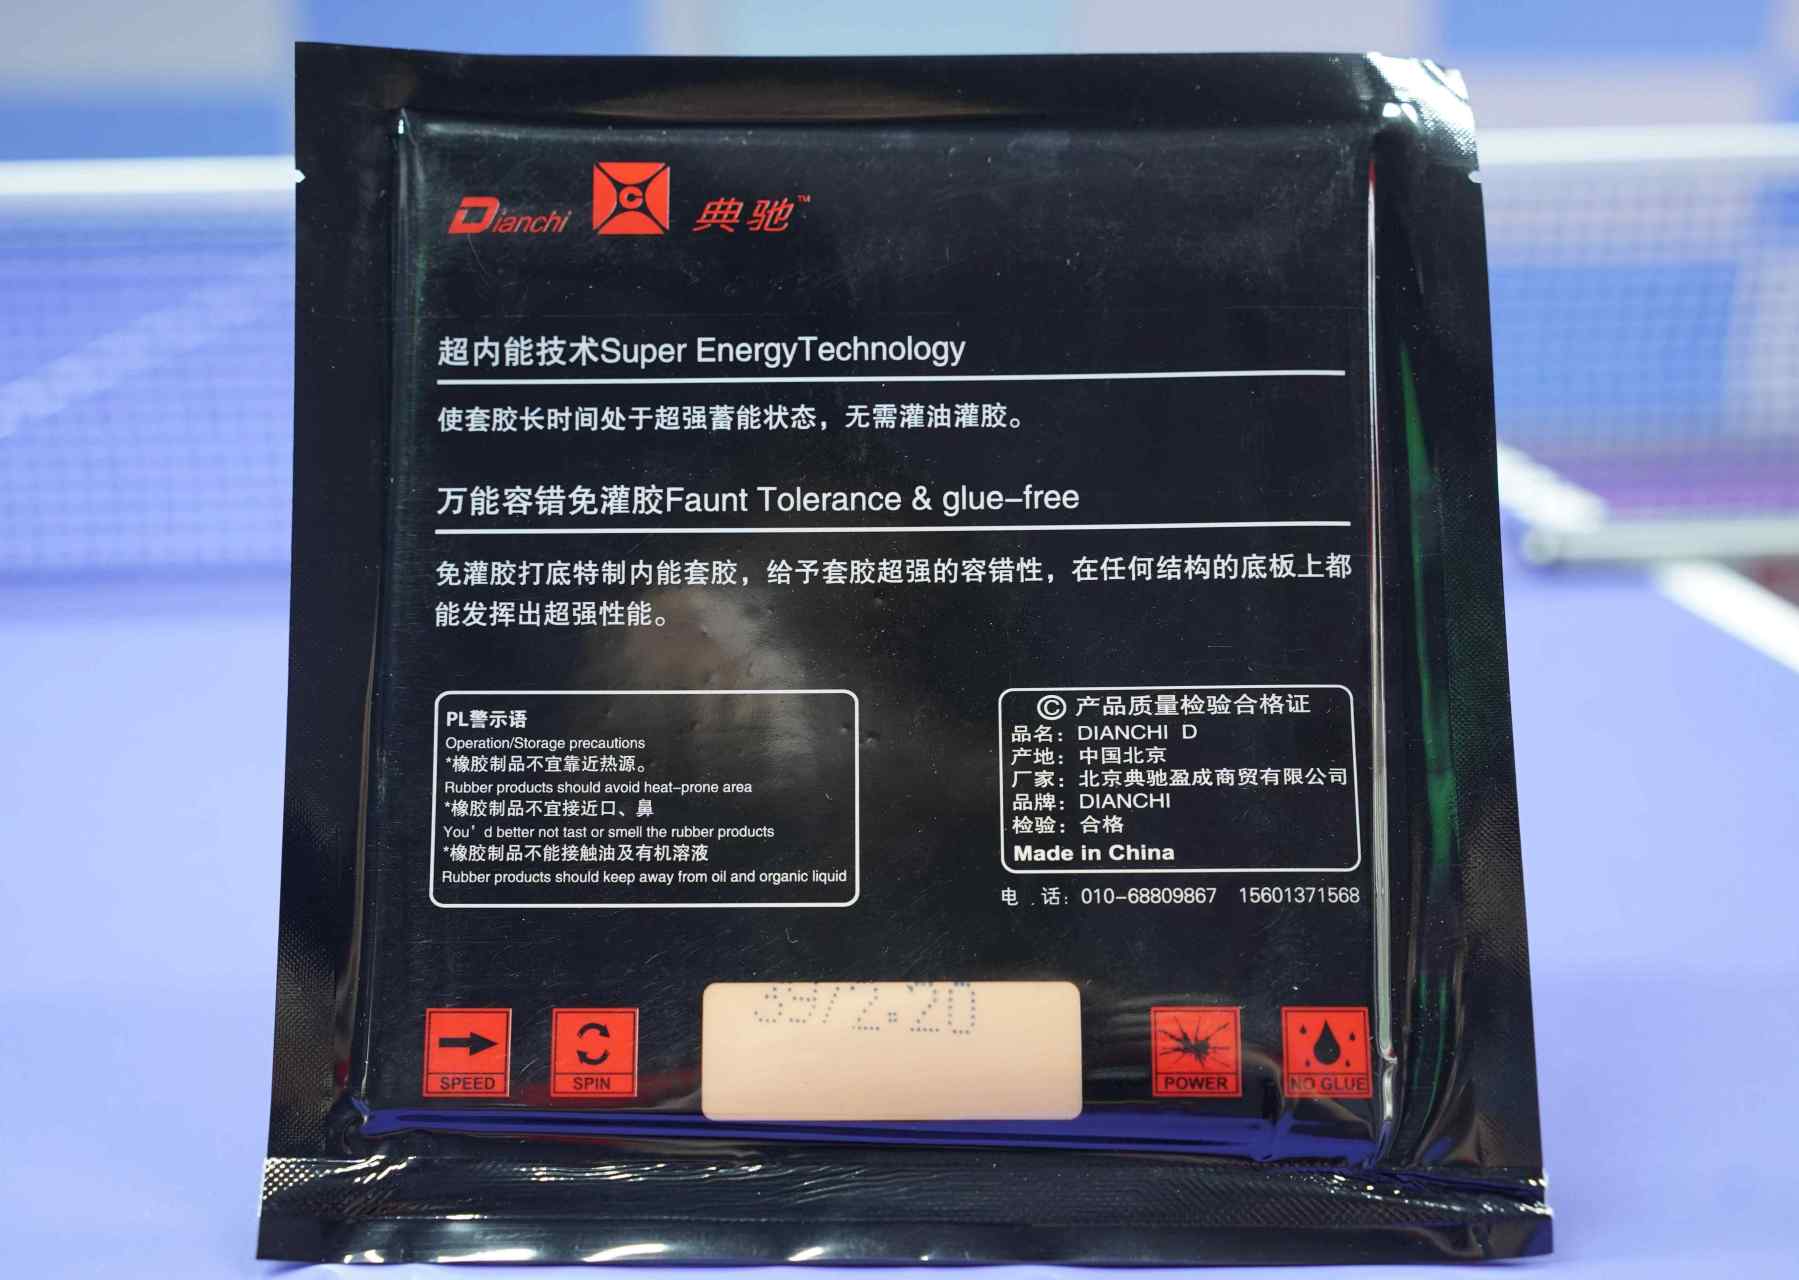 Dianchi C 典驰™
超内能技术Super EnergyTechnology
使套胶长时间处于超强蓄能状态，无需灌油灌胶。
万能容错免灌胶Faunt Tolerance & glue-free
免灌胶打底特制内能套胶，给予套胶超强的容错性，在任何结构的底板上都
能发挥出超强性能。
PL警示语
Operation/Storage precautions
*橡胶制品不宜靠近热源。
Rubber products should avoid heat-prone area
*橡胶制品不宜接近口、鼻
You'd better not tast or smell the rubber products
*橡胶制品不能接触油及有机溶液
Rubber products should keep away from oil and organic liquid
© 产品质量检验合格证
品名：DIANCHI D
产地：中国北京
厂家：北京典驰盈成商贸有限公司
品牌：DIANCHI
检验：合格
Made in China
电 . 话：010-68809867 15601371568
SPEED
SPIN
POWER
NO GLUE